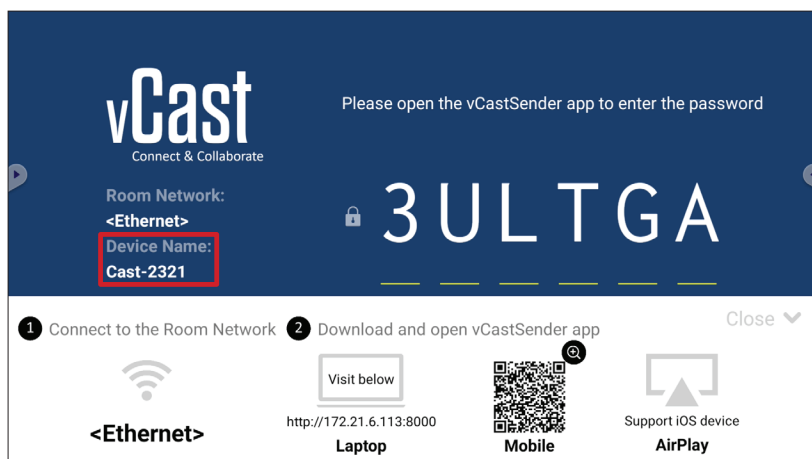 vCast
Connect & Collaborate
Please open the vCastSender app to enter the password
Room Network:
<Ethernet>
Device Name:
Cast-2321
3ULTGA
1 Connect to the Room Network
2 Download and open vCastSender app
Close
<Ethernet>
Visit below
http://172.21.6.113:8000
Laptop
Mobile
Support iOS device
AirPlay